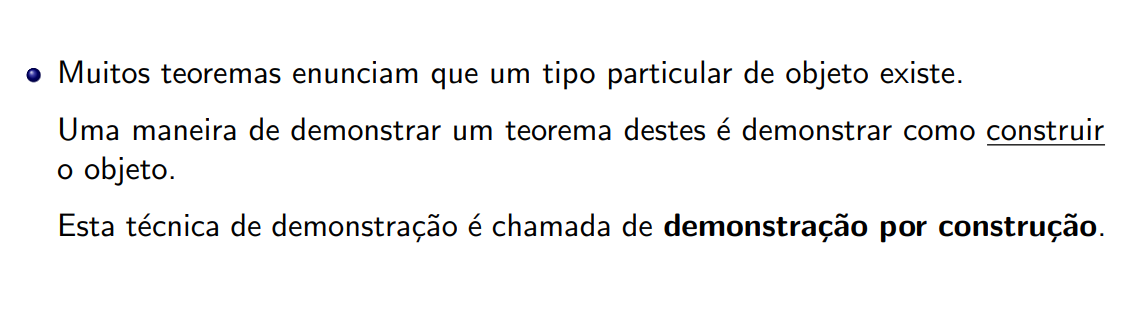 Muitos teoremas enunciam que um tipo particular de objeto existe.
Uma maneira de demonstrar um teorema destes é demonstrar como construir
o objeto.
Esta técnica de demonstração é chamada de demonstração por construção.